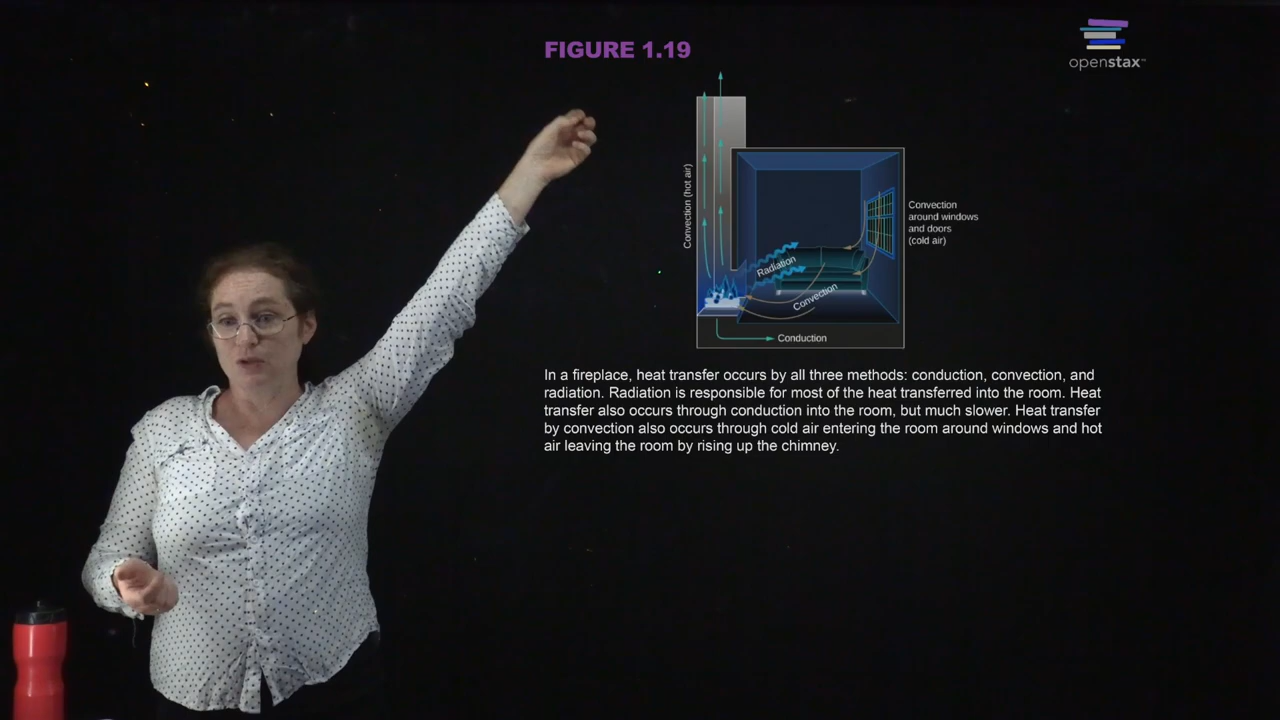 FIGURE 1.19
openstax™
Convection (hot air)
Convection
around windows
and doors
(cold air)
Radiation
Convection
Conduction
In a fireplace, heat transfer occurs by all three methods: conduction, convection, and
radiation. Radiation is responsible for most of the heat transferred into the room. Heat
transfer also occurs through conduction into the room, but much slower. Heat transfer
by convection also occurs through cold air entering the room around windows and hot
air leaving the room by rising up the chimney.